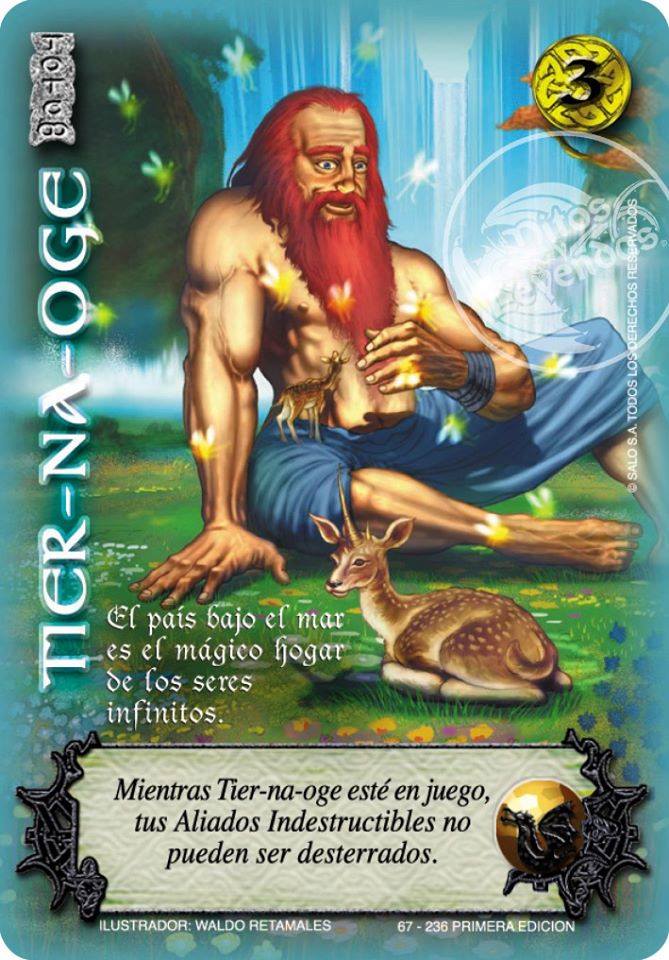 3
TIER-NA-OGE
Mitos
y
Leyendas
© SALO S.A. TODOS LOS DERECHOS RESERVADOS
El país bajo el mar
es el mágico hogar
de los seres
infinitos.
Mientras Tier-na-oge esté en juego,
tus Aliados Indestructibles no
pueden ser desterrados.
ILUSTRADOR: WALDO RETAMALES
67 - 236 PRIMERA EDICION